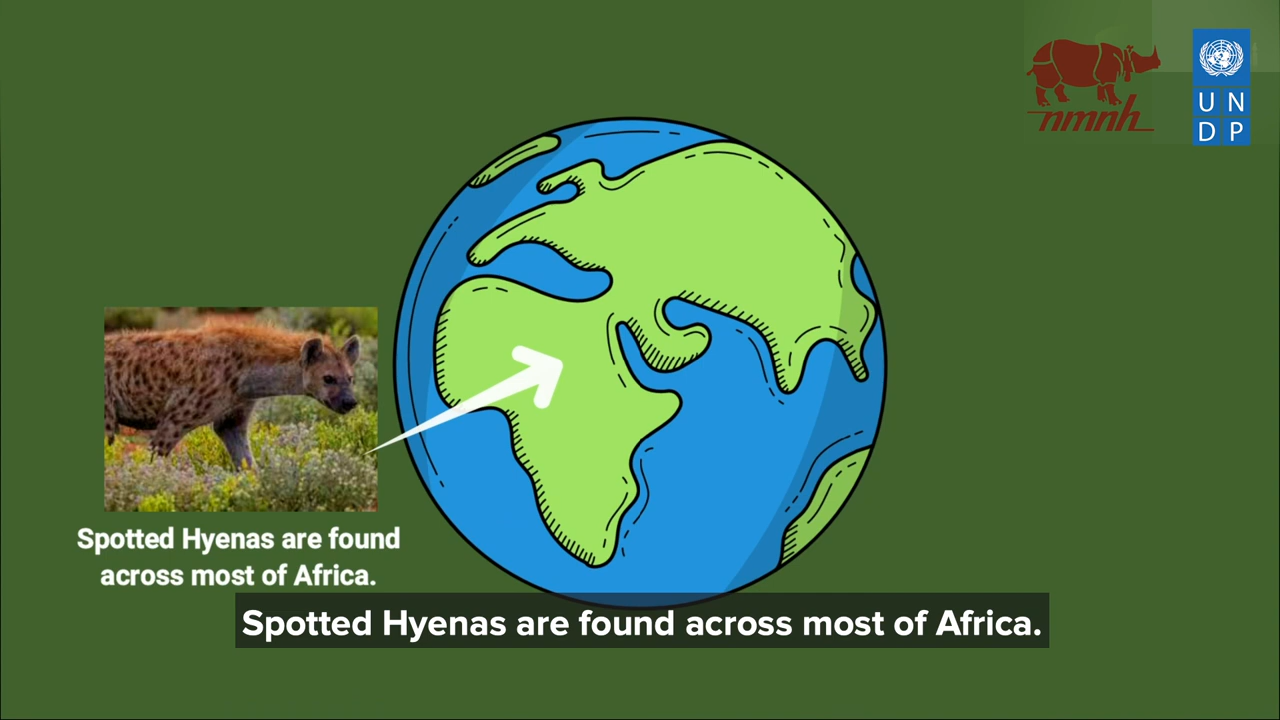 nmnh
U N
D P
Spotted Hyenas are found
across most of Africa.
Spotted Hyenas are found across most of Africa.